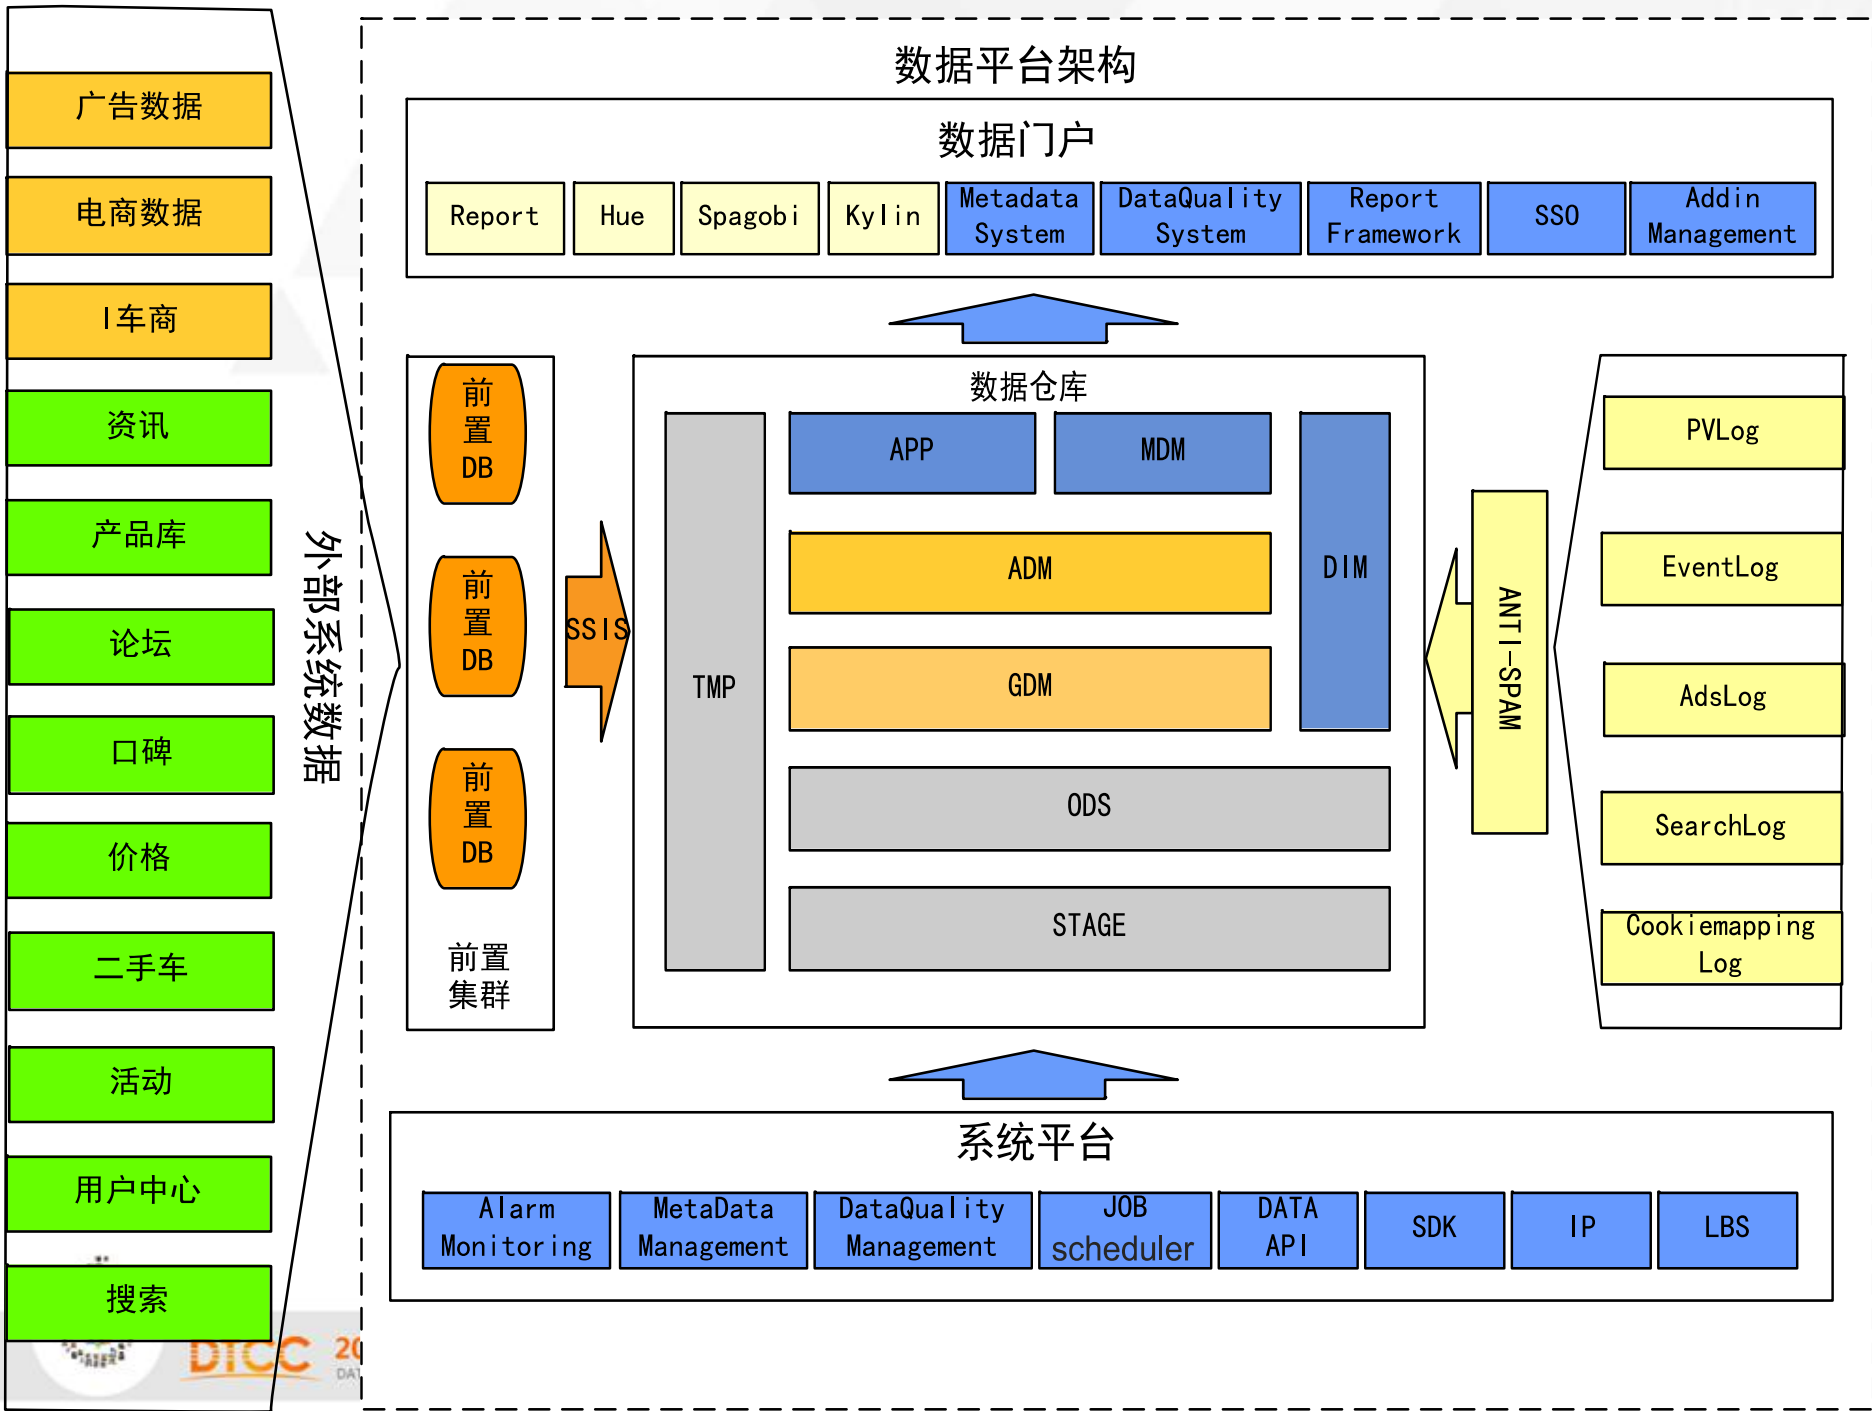 数据平台架构
数据门户
Report
Hue
Spagobi
Kylin
Metadata
System
DataQuality
System
Report
Framework
SSO
Addin
Management
广告数据
电商数据
I车商
资讯
产品库
论坛
口碑
价格
二手车
活动
用户中心
搜索
外部系统数据
前
置
DB
前
置
DB
前
置
DB
前置
集群
SSIS
数据仓库
TMP
APP
MDM
DIM
ADM
GDM
ODS
STAGE
ANTI-SPAM
PVLog
EventLog
AdsLog
SearchLog
Cookiemapping
Log
系统平台
Alarm
Monitoring
MetaData
Management
DataQuality
Management
JOB
scheduler
DATA
API
SDK
IP
LBS
DTCC
20
DAT